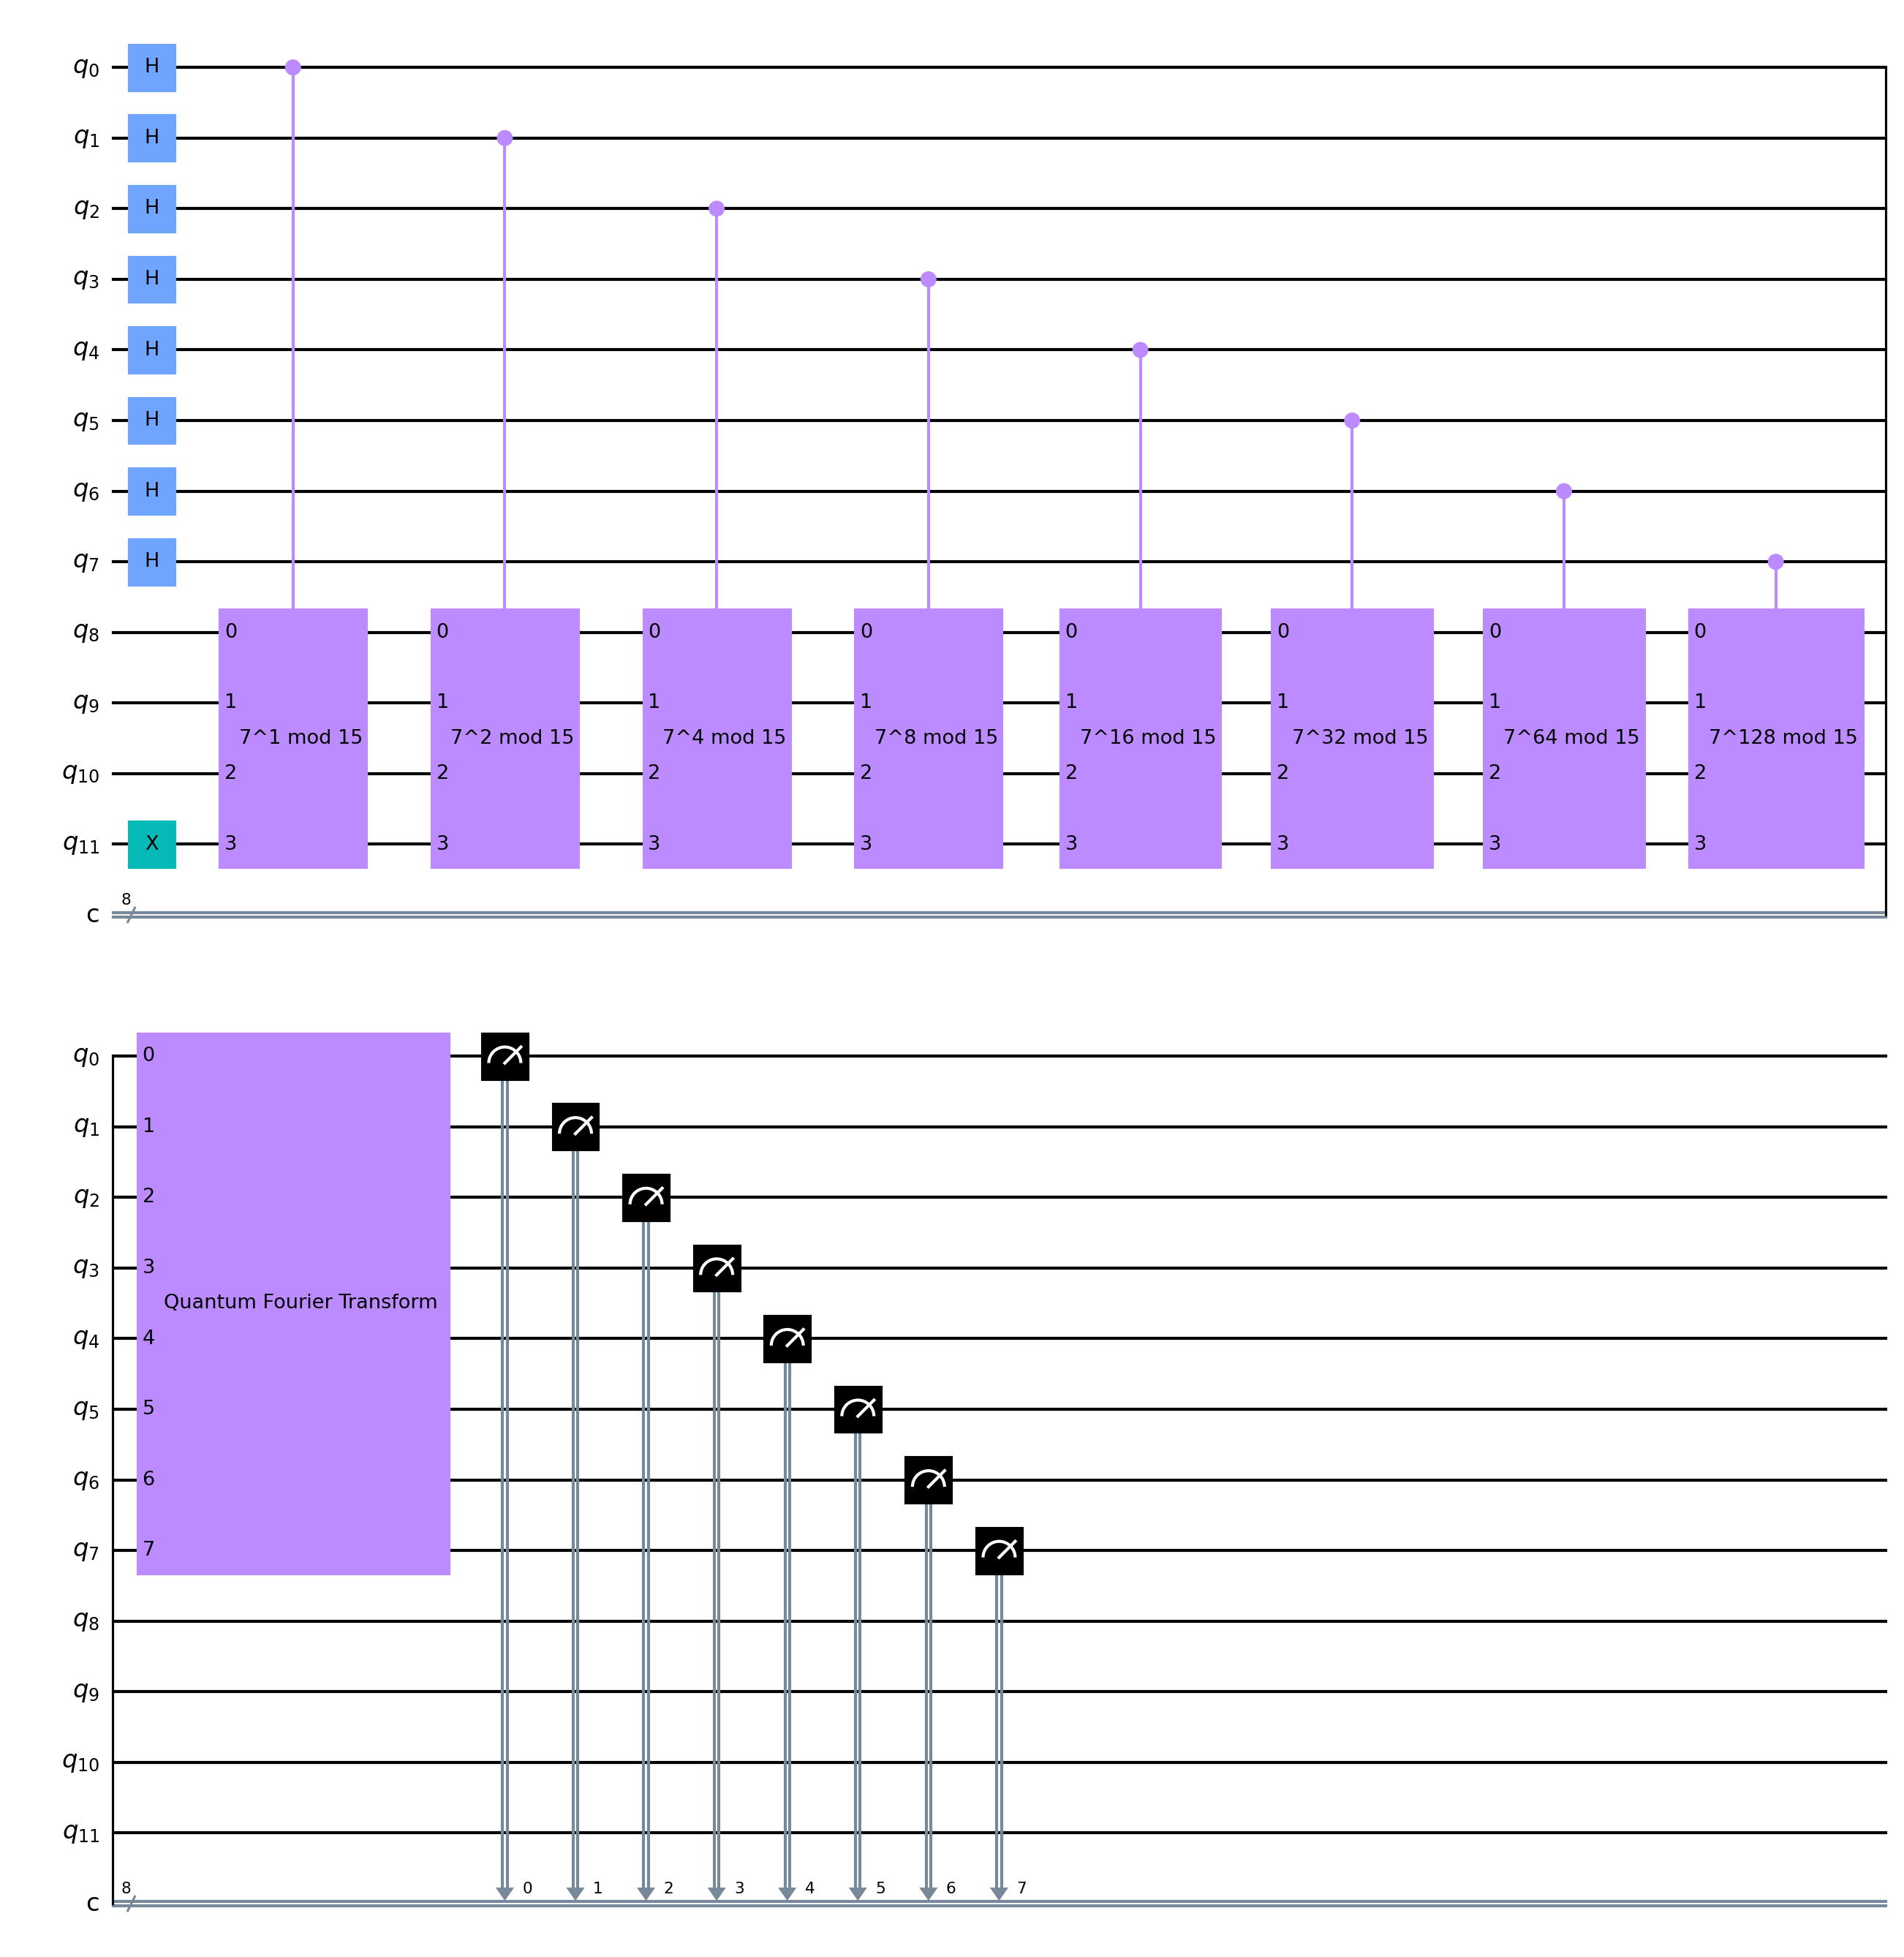 q0 H
q1 H
q2 H
q3 H
q4 H
q5 H
q6 H
q7 H
q8 0 0 0 0 0 0 0 0
q9 1 1 1 1 1 1 1 1
7^1 mod 15 7^2 mod 15 7^4 mod 15 7^8 mod 15 7^16 mod 15 7^32 mod 15 7^64 mod 15 7^128 mod 15
q10 2 2 2 2 2 2 2 2
q11 X 3 3 3 3 3 3 3 3
8
c
q0 0
q1 1
q2 2
q3 3
Quantum Fourier Transform
q4 4
q5 5
q6 6
q7 7
q8
q9
q10
q11
8 0 1 2 3 4 5 6 7
c